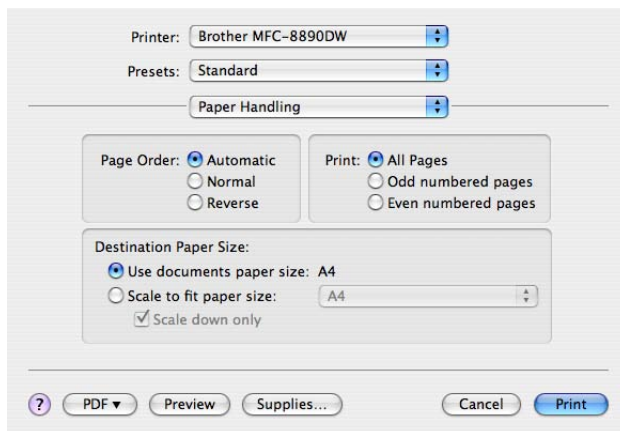 Printer: Brother MFC-8890DW
Presets: Standard
Paper Handling
Page Order: Automatic
Normal
Reverse
Print: All Pages
Odd numbered pages
Even numbered pages
Destination Paper Size:
Use documents paper size: A4
Scale to fit paper size: A4
Scale down only
? PDF▼ Preview Supplies... Cancel Print